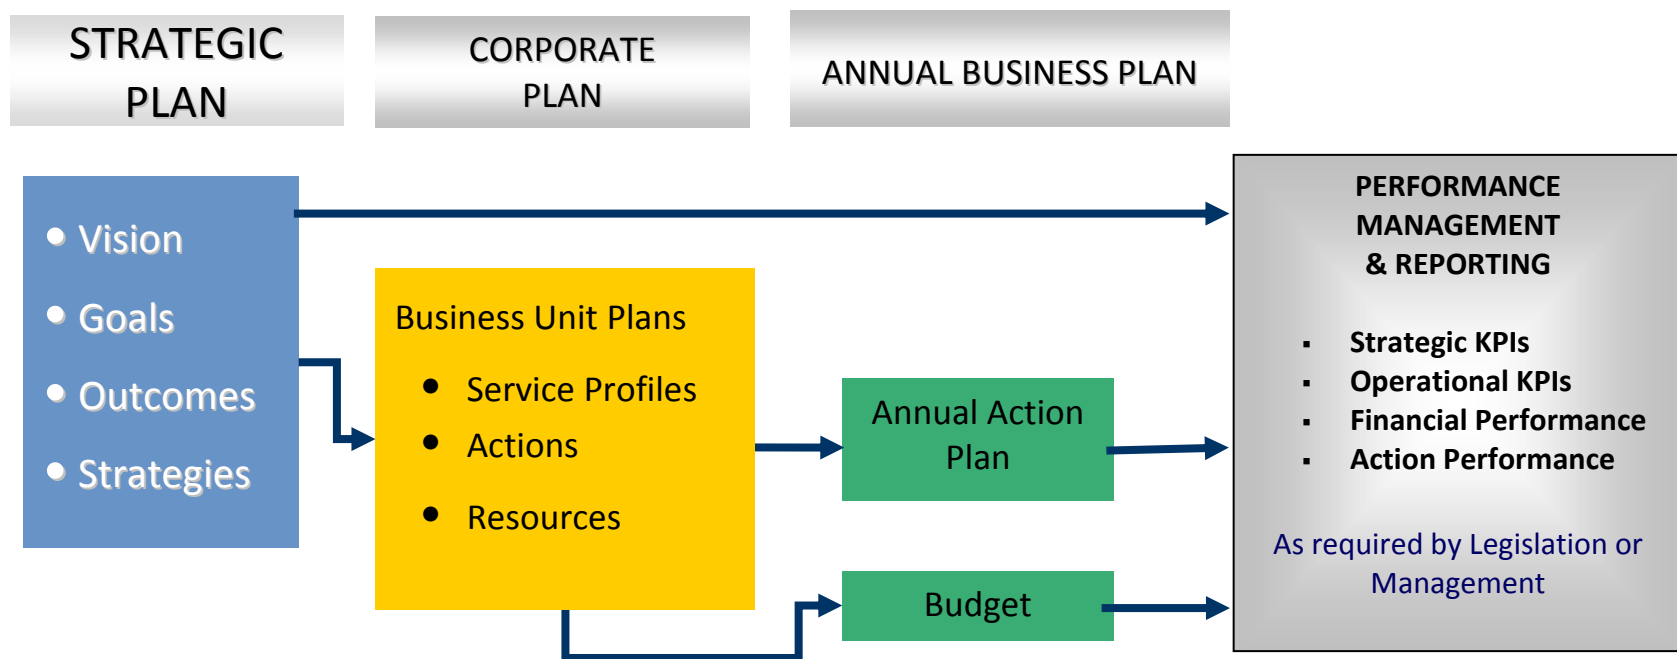 STRATEGIC
PLAN
CORPORATE
PLAN
ANNUAL BUSINESS PLAN
• Vision
• Goals
• Outcomes
• Strategies
Business Unit Plans
• Service Profiles
• Actions
• Resources
Annual Action
Plan
Budget
PERFORMANCE
MANAGEMENT
& REPORTING
▪ Strategic KPIs
▪ Operational KPIs
▪ Financial Performance
▪ Action Performance
As required by Legislation or
Management